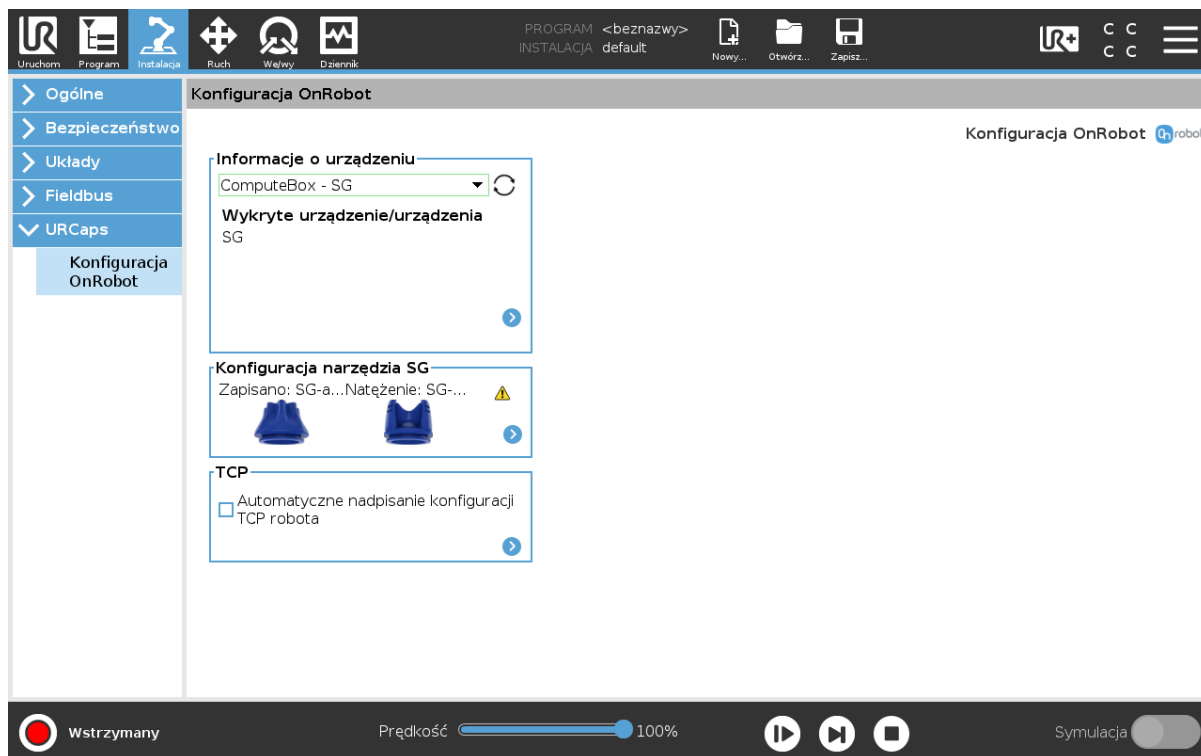 PROGRAM <beznazwy>
INSTALACJA default
Uruchom Program Instalacja Ruch We/wy Dziennik Nowy... Otwórz... Zapisz...
UR+
C C
C C
Ogólne
Bezpieczeństwo
Układy
Fieldbus
URCaps
Konfiguracja
OnRobot
Konfiguracja OnRobot
Konfiguracja OnRobot
Informacje o urządzeniu
ComputeBox - SG
Wykryte urządzenie/urządzenia
SG
Konfiguracja narzędzia SG
Zapisano: SG-a...Natężenie: SG-...
TCP
Automatyczne nadpisanie konfiguracji
TCP robota
Wstrzymany
Prędkość 100%
Symulacja